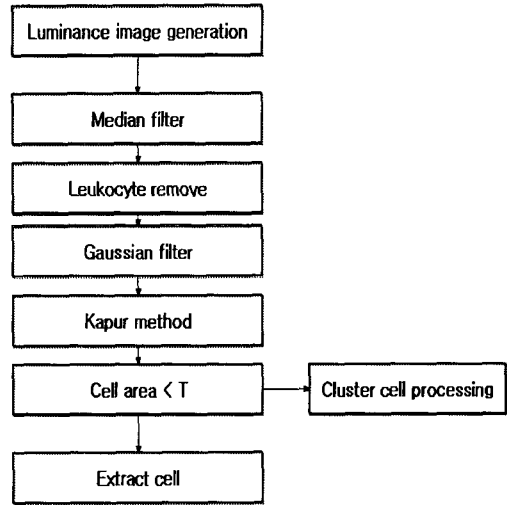 Luminance image generation
Median filter
Leukocyte remove
Gaussian filter
Kapur method
Cell area < T
Cluster cell processing
Extract cell